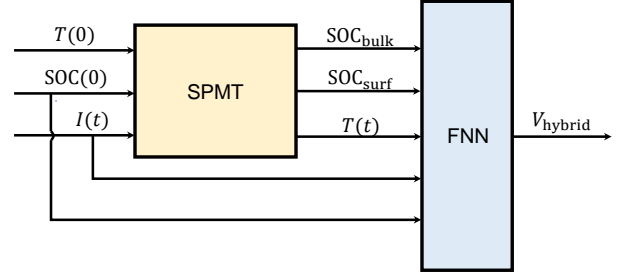 T(0)
SOC(0)
I(t)
SPMT
SOC_bulk
SOC_surf
T(t)
FNN
V_hybrid